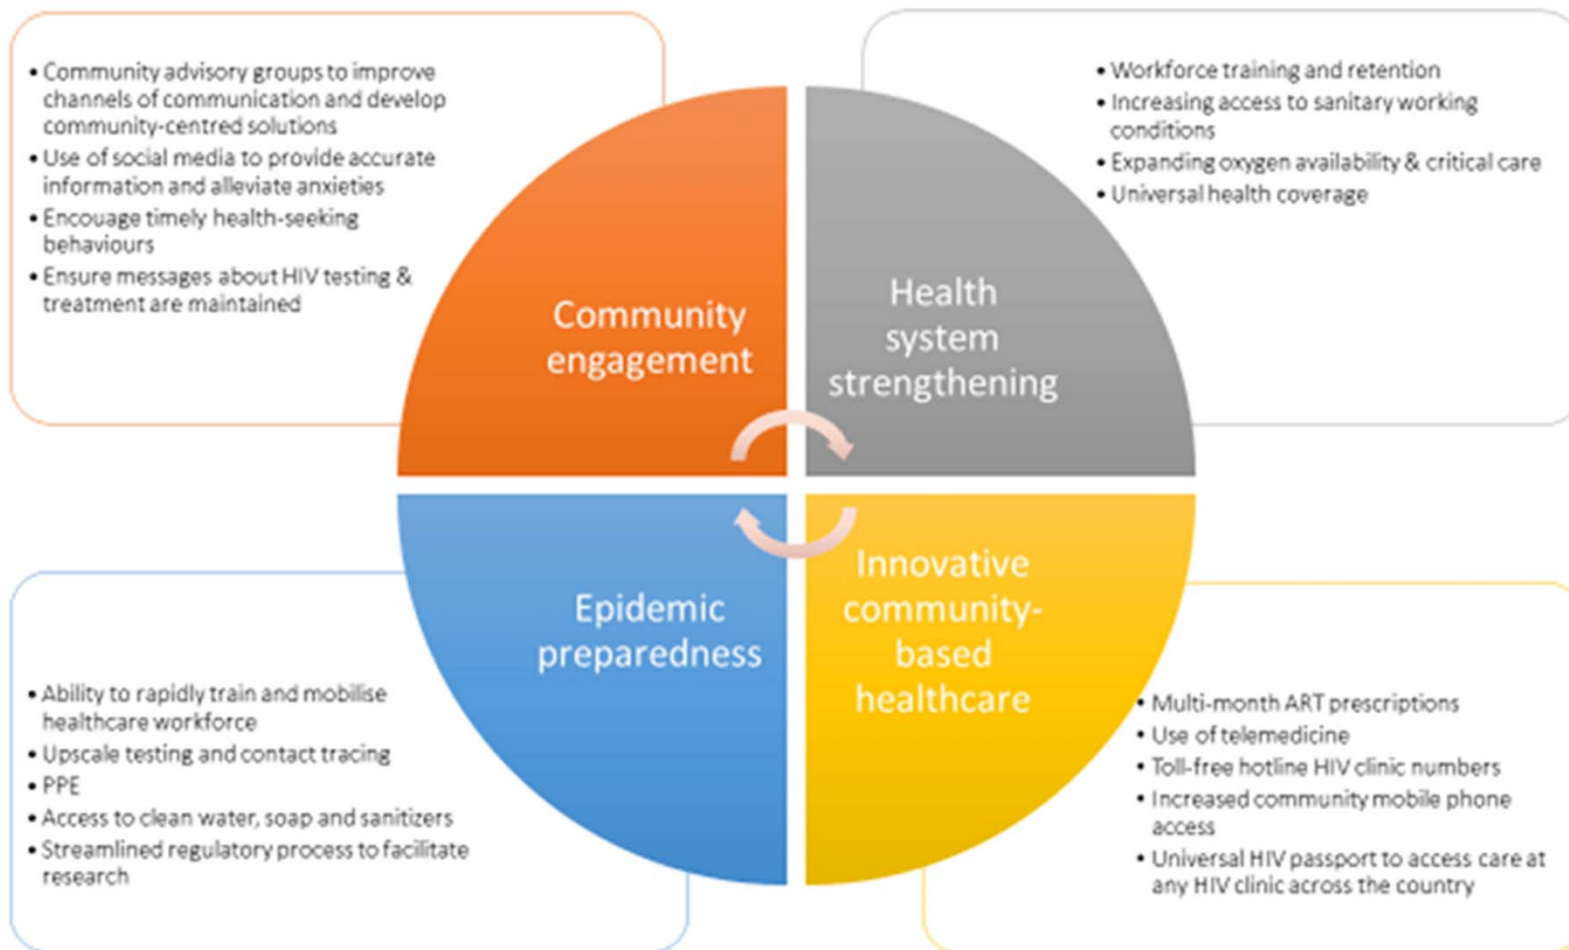 • Community advisory groups to improve
channels of communication and develop
community-centred solutions
• Use of social media to provide accurate
information and alleviate anxieties
• Encouage timely health-seeking
behaviours
• Ensure messages about HIV testing &
treatment are maintained
• Workforce training and retention
• Increasing access to sanitary working
conditions
• Expanding oxygen availability & critical care
• Universal health coverage
Community
engagement
Health
system
strengthening
Epidemic
preparedness
Innovative
community-
based
healthcare
• Ability to rapidly train and mobilise
healthcare workforce
• Upscale testing and contact tracing
• PPE
• Access to clean water, soap and sanitizers
• Streamlined regulatory process to facilitate
research
• Multi-month ART prescriptions
• Use of telemedicine
• Toll-free hotline HIV clinic numbers
• Increased community mobile phone
access
• Universal HIV passport to access care at
any HIV clinic across the country